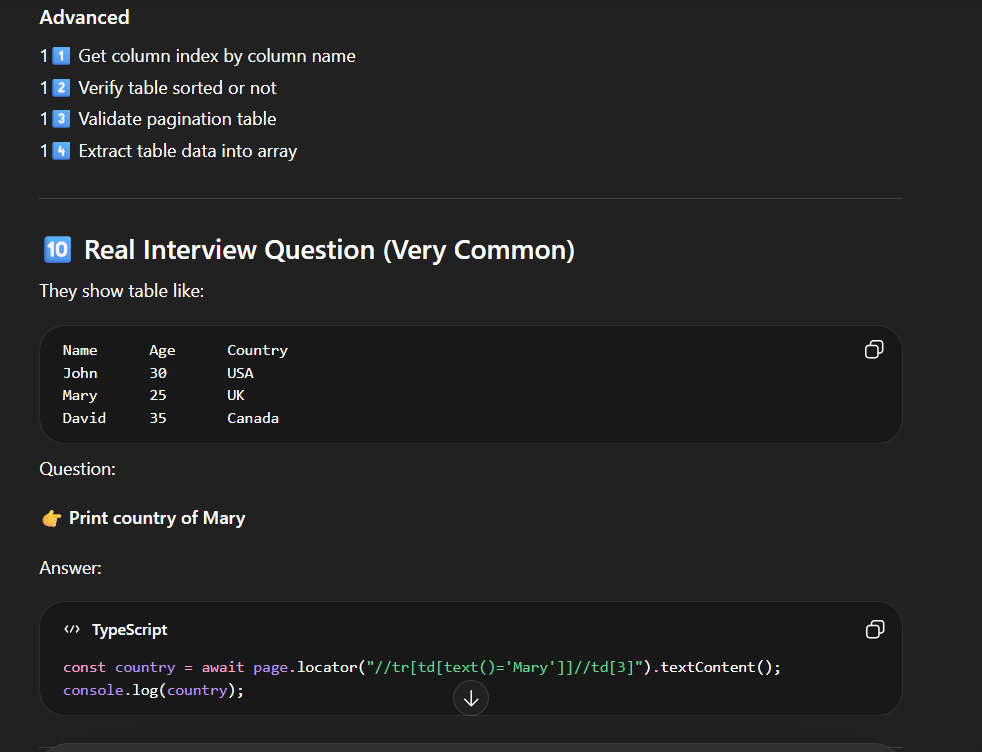 Advanced
1 1️⃣ Get column index by column name
1 2️⃣ Verify table sorted or not
1 3️⃣ Validate pagination table
1 4️⃣ Extract table data into array
🔟 Real Interview Question (Very Common)
They show table like:
Name Age Country
John 30 USA
Mary 25 UK
David 35 Canada
Question:
👉 Print country of Mary
Answer:
</> TypeScript
const country = await page.locator("//tr[td[text()='Mary']]//td[3]").textContent();
console.log(country);